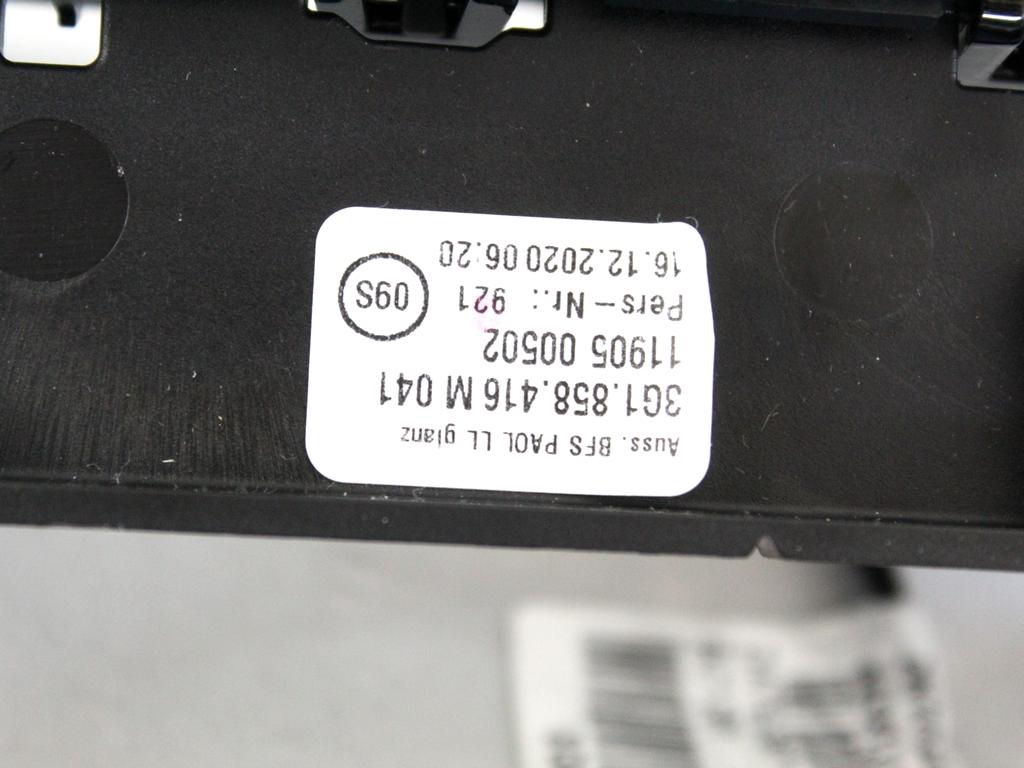 Auss. BFS PAOL LL glanz
3G1.858.416 M 041
11905 00502
Pers-Nr.: 921
16.12.2020 06:20
09S